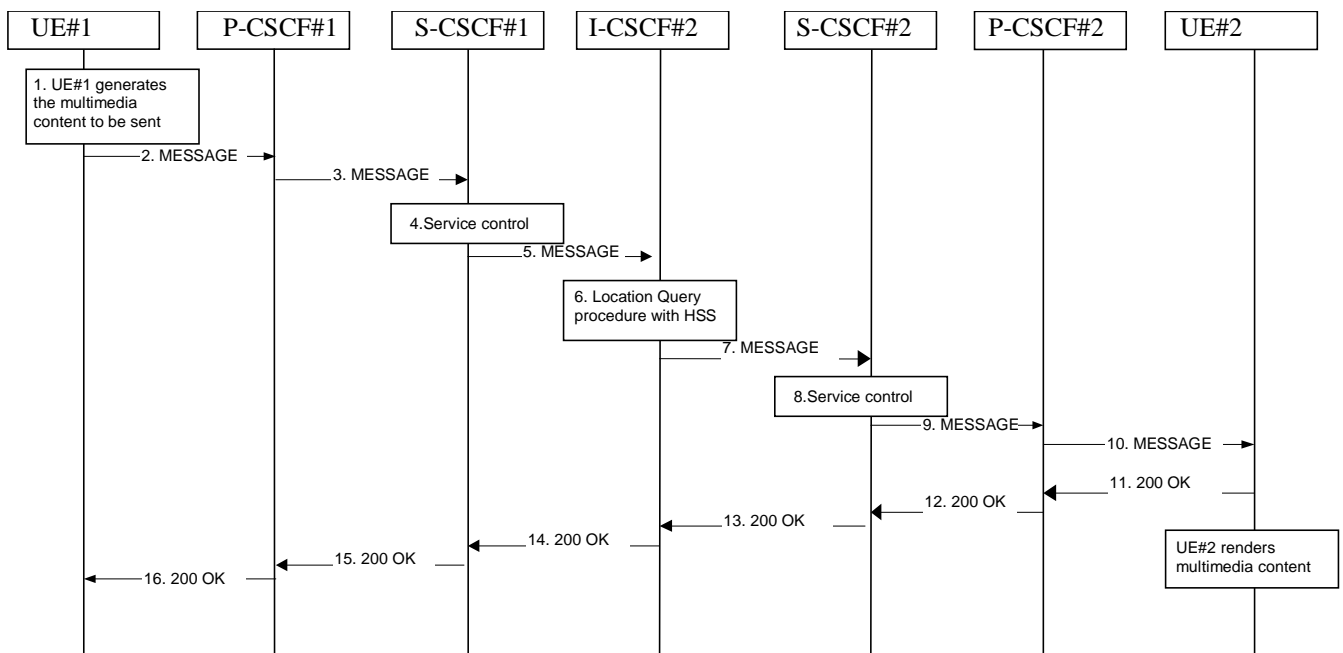 UE#1
P-CSCF#1
S-CSCF#1
I-CSCF#2
S-CSCF#2
P-CSCF#2
UE#2
1. UE#1 generates
the multimedia
content to be sent
2. MESSAGE
3. MESSAGE
4.Service control
5. MESSAGE
6. Location Query
procedure with HSS
7. MESSAGE
8.Service control
9. MESSAGE
10. MESSAGE
11. 200 OK
12. 200 OK
13. 200 OK
14. 200 OK
15. 200 OK
16. 200 OK
UE#2 renders
multimedia content